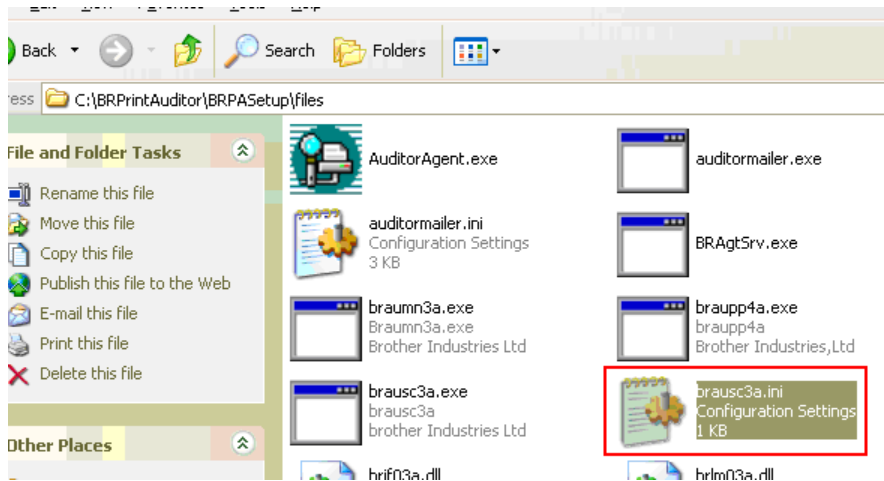 Back
Search
Folders
ress C:\BRPrintAuditor\BRPASetup\files
File and Folder Tasks
Rename this file
Move this file
Copy this file
Publish this file to the Web
E-mail this file
Print this file
Delete this file
Other Places
AuditorAgent.exe
auditormailer.exe
auditormailer.ini
Configuration Settings
3 KB
BRAgtSrv.exe
braumn3a.exe
Braumn3a.exe
Brother Industries Ltd
braupp4a.exe
braupp4a
Brother Industries,Ltd
brausc3a.exe
brausc3a
brother Industries Ltd
brausc3a.ini
Configuration Settings
1 KB
brif03a.dll
brlm03a.dll